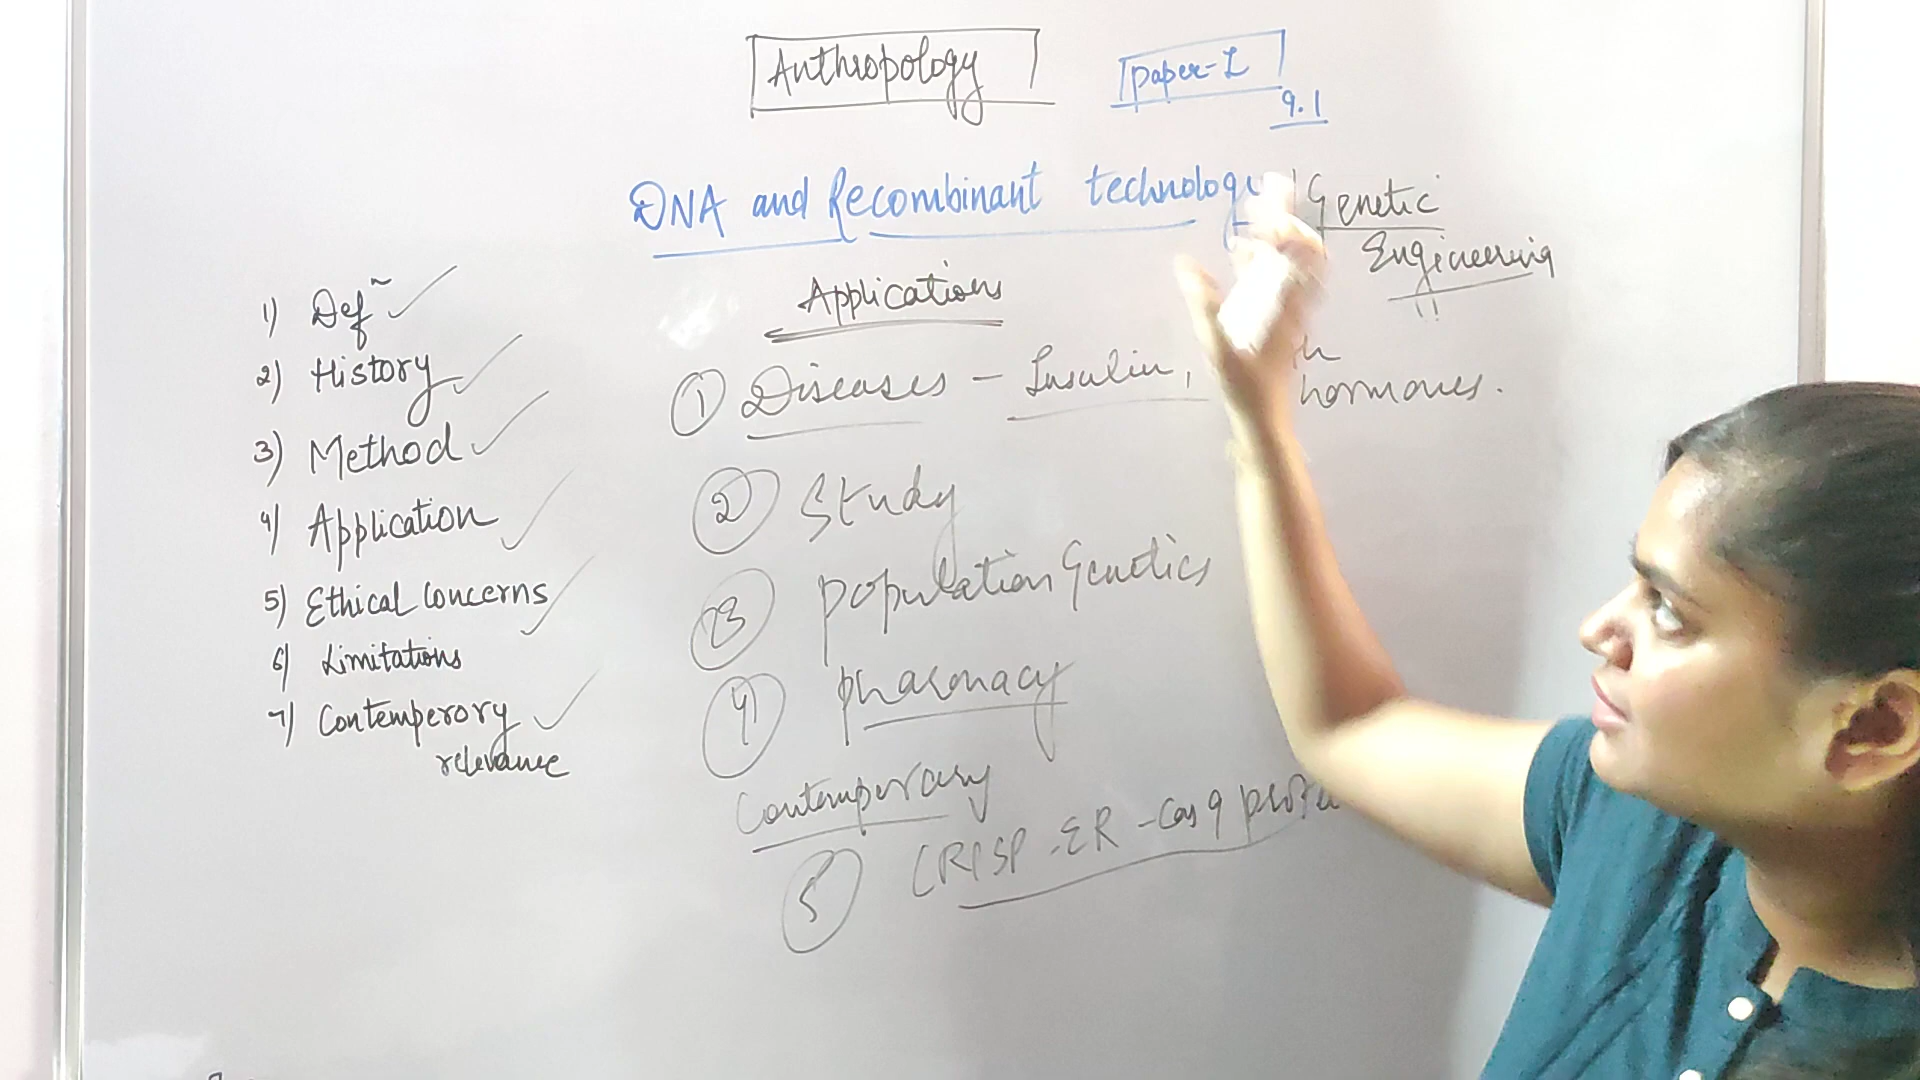 Anthropology
paper-I
9.1
DNA and Recombinant technology / Genetic
Engineering
Applications
1) Def~
2) History
3) Method
4) Application
5) Ethical Concerns
6) Limitations
7) Contemperory
relevance
① Diseases - Insulin,
hormones.
② Study
③ population Genetics
④ pharmacy
Contemporary
⑤ CRISP-ER - Cas 9